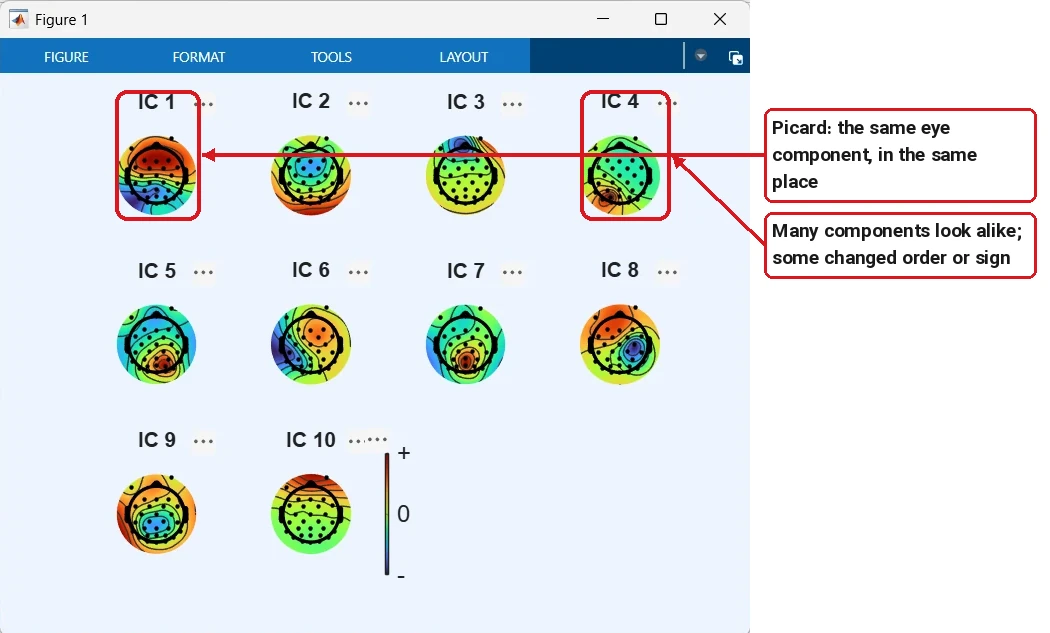 Figure 1
FIGURE FORMAT TOOLS LAYOUT
IC 1 ... IC 2 ... IC 3 ... IC 4 ...
Picard: the same eye
component, in the same
place
Many components look alike;
some changed order or sign
IC 5 ... IC 6 ... IC 7 ... IC 8 ...
IC 9 ... IC 10 ......
+
0
-